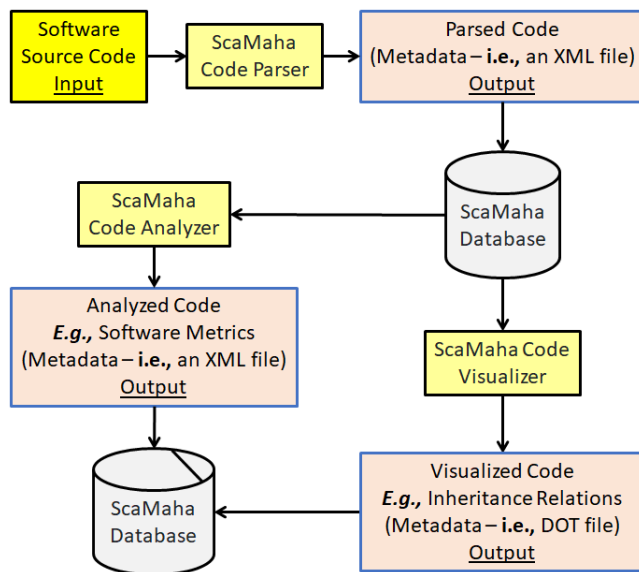 Software
Source Code
Input
ScaMaha
Code Parser
Parsed Code
(Metadata – i.e., an XML file)
Output
ScaMaha
Database
ScaMaha
Code Analyzer
Analyzed Code
E.g., Software Metrics
(Metadata – i.e., an XML file)
Output
ScaMaha Code
Visualizer
ScaMaha
Database
Visualized Code
E.g., Inheritance Relations
(Metadata – i.e., DOT file)
Output